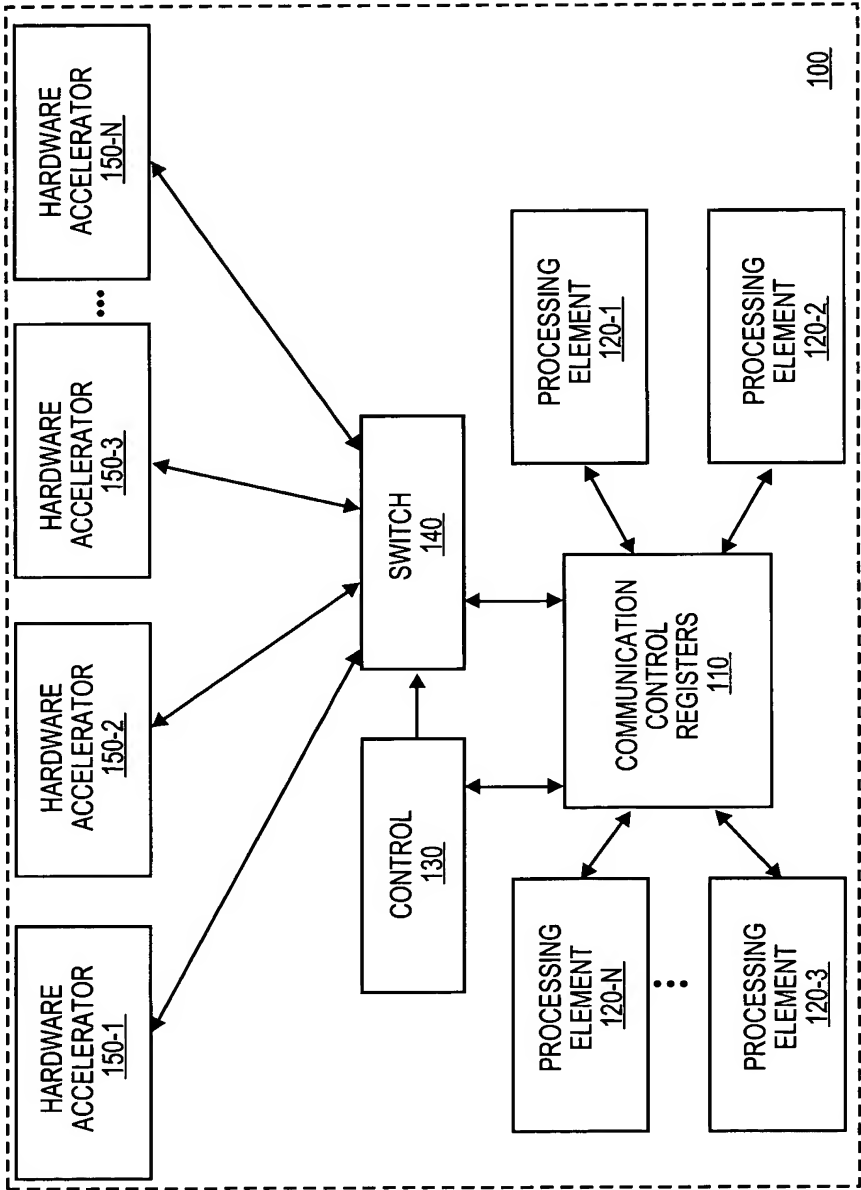 HARDWARE
ACCELERATOR
150-1
HARDWARE
ACCELERATOR
150-2
HARDWARE
ACCELERATOR
150-3
...
HARDWARE
ACCELERATOR
150-N
CONTROL
130
SWITCH
140
PROCESSING
ELEMENT
120-N
...
PROCESSING
ELEMENT
120-3
COMMUNICATION
CONTROL
REGISTERS
110
PROCESSING
ELEMENT
120-1
PROCESSING
ELEMENT
120-2
100